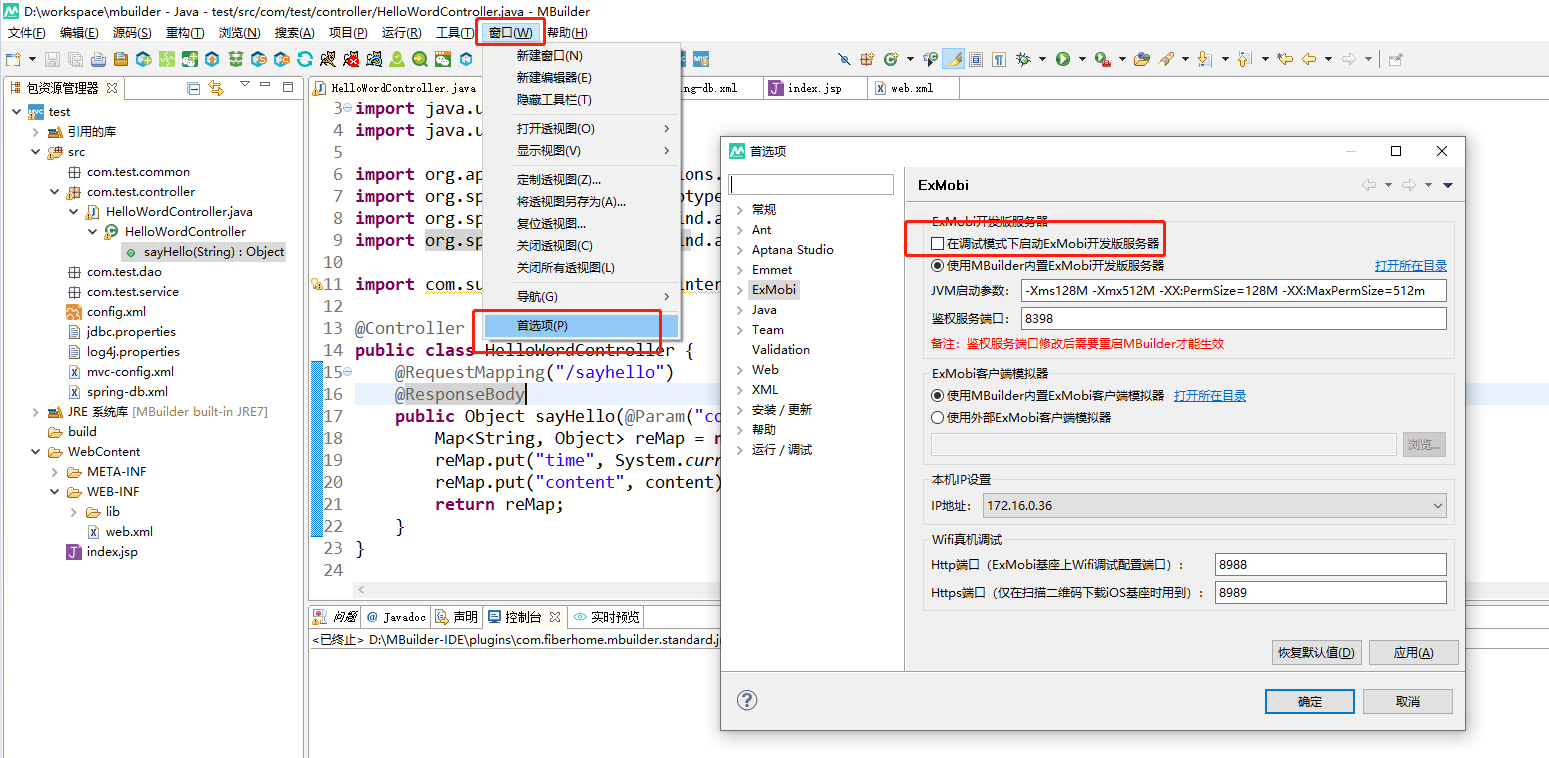 D:\workspace\mbuilder - Java - test/src/com/test/controller/HelloWordController.java - MBuilder
文件(F) 编辑(E) 源码(S) 重构(T) 浏览(N) 搜索(A) 项目(P) 运行(R) 工具(T) 窗口(W) 帮助(H)
包资源管理器
test
引用的库
src
com.test.common
com.test.controller
HelloWordController.java
HelloWordController
sayHello(String) : Object
com.test.dao
com.test.service
config.xml
jdbc.properties
log4j.properties
mvc-config.xml
spring-db.xml
JRE 系统库 [MBuilder built-in JRE7]
build
WebContent
META-INF
WEB-INF
lib
web.xml
index.jsp
HelloWordController.java
ng-db.xml
index.jsp
web.xml
3 import java.u
4 import java.u
5
6 import org.ap
7 import org.sp
8 import org.sp
9 import org.sp
10
11 import com.su
12
13 @Controller
14 public class HelloWordController {
15 @RequestMapping("/sayhello")
16 @ResponseBody
17 public Object sayHello(@Param("co
18 Map<String, Object> reMap = n
19 reMap.put("time", System.curr
20 reMap.put("content", content)
21 return reMap;
22 }
23 }
24
ions.
otype
ind.a
ind.a
inter
新建窗口(N)
新建编辑器(E)
隐藏工具栏(T)
打开透视图(O)
显示视图(V)
定制透视图(Z)...
将透视图另存为(A)...
复位透视图...
关闭透视图(C)
关闭所有透视图(L)
导航(G)
首选项(P)
问题 @ Javadoc 声明 控制台 实时预览
<已终止> D:\MBuilder-IDE\plugins\com.fiberhome.mbuilder.standard.j
首选项
常规
Ant
Aptana Studio
Emmet
ExMobi
Java
Team
Validation
Web
XML
安装 / 更新
帮助
运行 / 调试
ExMobi
ExMobi开发版服务器
在调试模式下启动ExMobi开发版服务器
使用MBuilder内置ExMobi开发版服务器 打开所在目录
JVM启动参数： -Xms128M -Xmx512M -XX:PermSize=128M -XX:MaxPermSize=512m
鉴权服务端口： 8398
备注：鉴权服务端口修改后需要重启MBuilder才能生效
ExMobi客户端模拟器
使用MBuilder内置ExMobi客户端模拟器 打开所在目录
使用外部ExMobi客户端模拟器
浏览...
本机IP设置
IP地址： 172.16.0.36
Wifi真机调试
Http端口（ExMobi基座上Wifi调试配置端口）： 8988
Https端口（仅在扫描二维码下载iOS基座时用到）： 8989
恢复默认值(D) 应用(A)
确定 取消